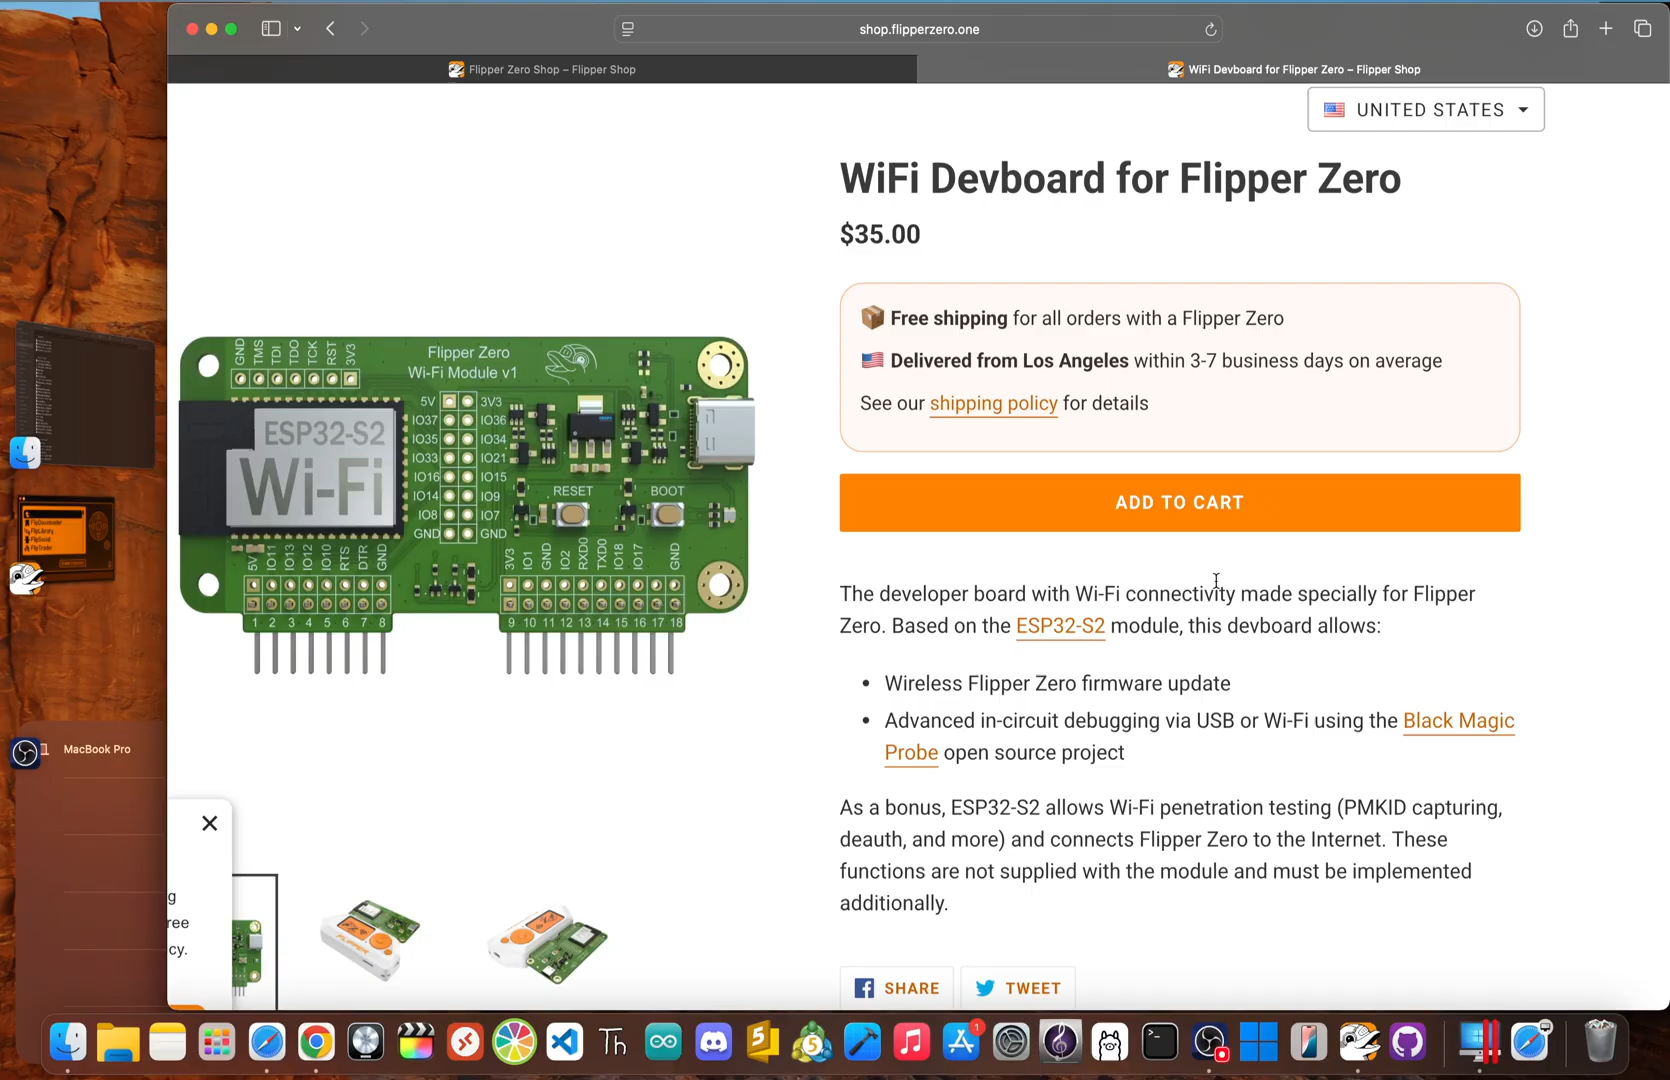 shop.flipperzero.one
Flipper Zero Shop – Flipper Shop
WiFi Devboard for Flipper Zero – Flipper Shop
UNITED STATES
WiFi Devboard for Flipper Zero
$35.00
📦 Free shipping for all orders with a Flipper Zero
🇺🇸 Delivered from Los Angeles within 3-7 business days on average
See our shipping policy for details
ADD TO CART
The developer board with Wi-Fi connectivity made specially for Flipper
Zero. Based on the ESP32-S2 module, this devboard allows:
• Wireless Flipper Zero firmware update
• Advanced in-circuit debugging via USB or Wi-Fi using the Black Magic
Probe open source project
As a bonus, ESP32-S2 allows Wi-Fi penetration testing (PMKID capturing,
deauth, and more) and connects Flipper Zero to the Internet. These
functions are not supplied with the module and must be implemented
additionally.
SHARE
TWEET
GND TMS TDI TDO TCK RST 3V3
Flipper Zero
Wi-Fi Module v1
ESP32-S2
Wi-Fi
5V 3V3
IO37 IO36
IO35 IO34
IO33 IO21
IO16 IO15
IO14 IO9
IO8 IO7
GND GND
RESET
BOOT
5V IO11 IO13 IO12 IO10 RTS DTR GND
3V3 IO1 GND IO2 RXD0 TXD0 IO18 IO17 GND
1 2 3 4 5 6 7 8
9 10 11 12 13 14 15 16 17 18
MacBook Pro
g
ree
cy.
Th
5
5
1